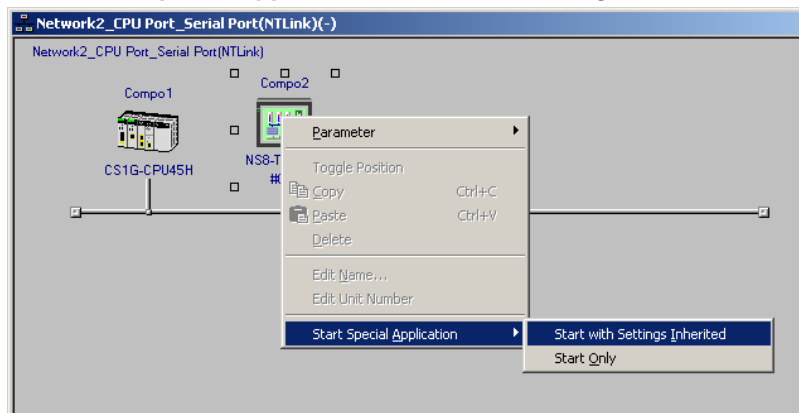 Network2_CPU Port_Serial Port(NTLink)(-)
Network2_CPU Port_Serial Port(NTLink)
Compo1
Compo2
CS1G-CPU45H
NS8-T
Parameter
Toggle Position
Copy Ctrl+C
Paste Ctrl+V
Delete
Edit Name...
Edit Unit Number
Start Special Application
Start with Settings Inherited
Start Only